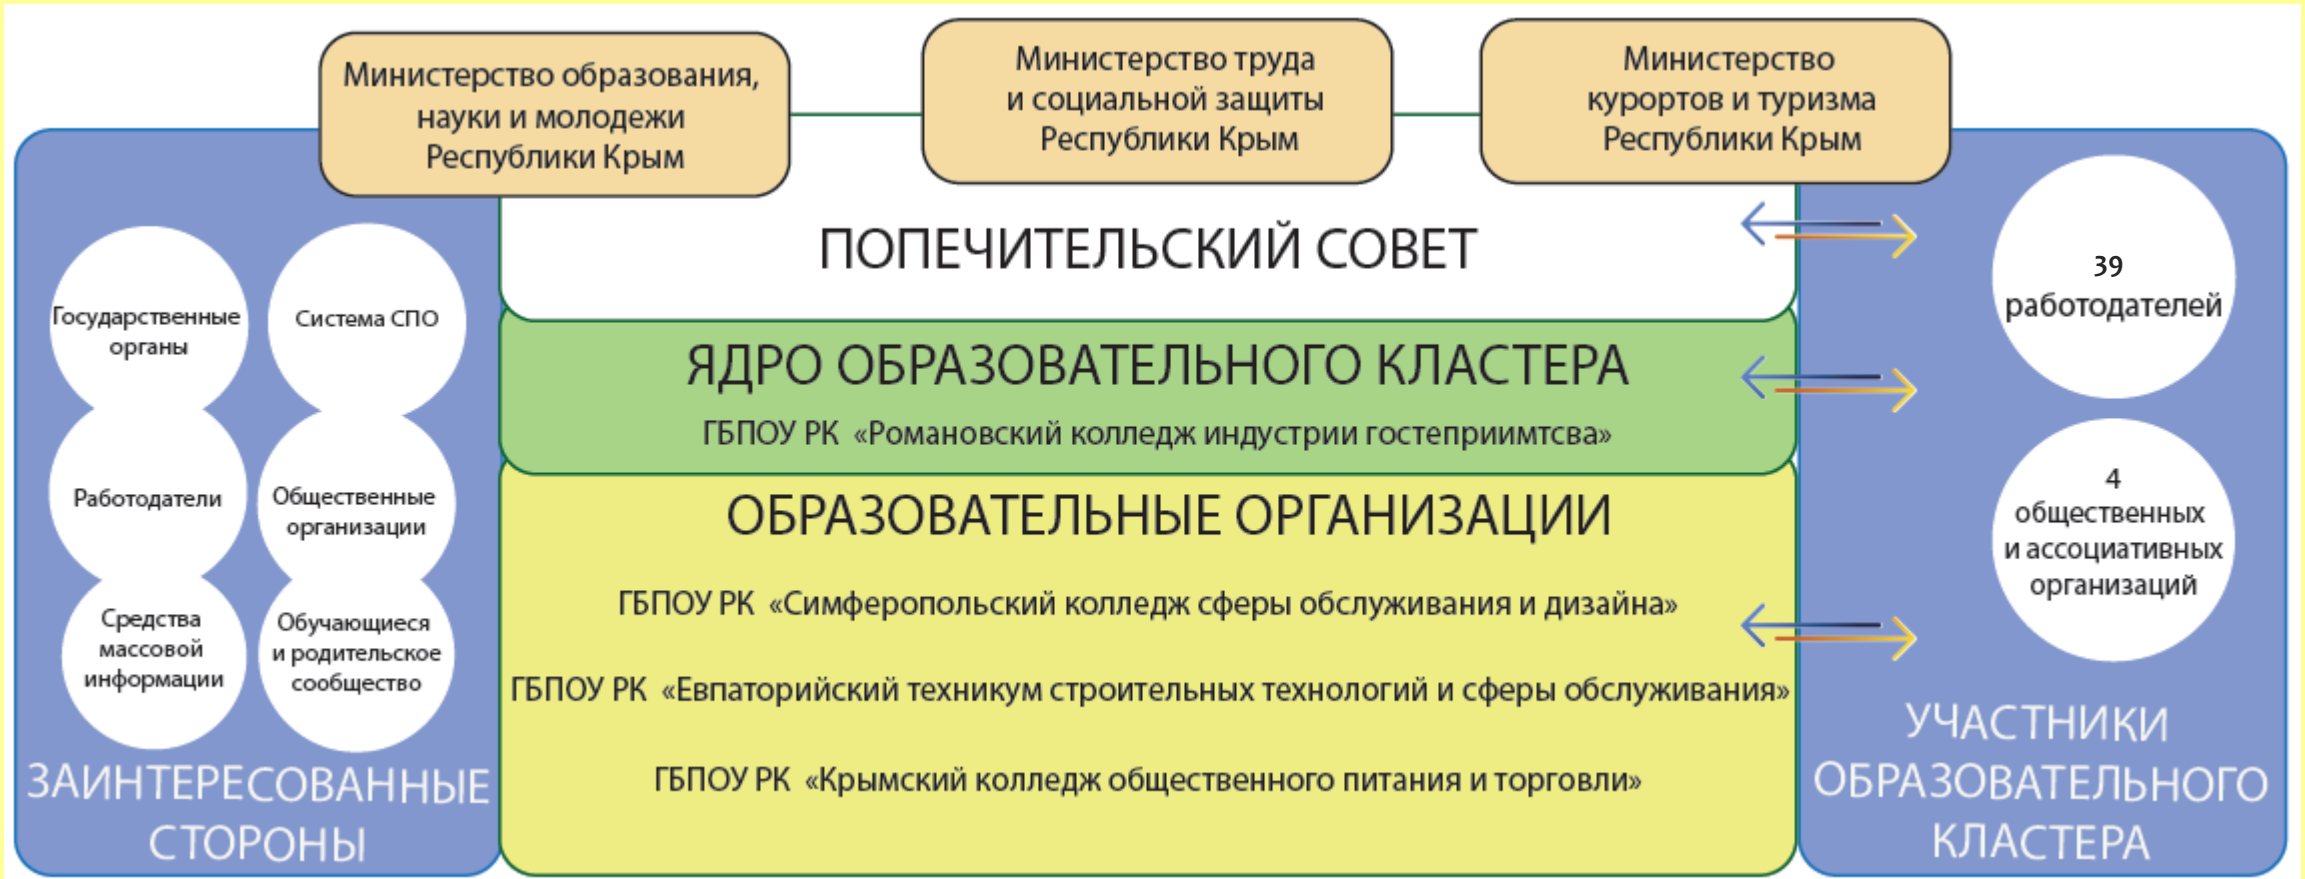 Министерство образования,
науки и молодежи
Республики Крым
Министерство труда
и социальной защиты
Республики Крым
Министерство
курортов и туризма
Республики Крым
Государственные
органы
Система СПО
Работодатели
Общественные
организации
Средства
массовой
информации
Обучающиеся
и родительское
сообщество
ЗАИНТЕРЕСОВАННЫЕ
СТОРОНЫ
ПОПЕЧИТЕЛЬСКИЙ СОВЕТ
ЯДРО ОБРАЗОВАТЕЛЬНОГО КЛАСТЕРА
ГБПОУ РК «Романовский колледж индустрии гостеприимтсва»
ОБРАЗОВАТЕЛЬНЫЕ ОРГАНИЗАЦИИ
ГБПОУ РК «Симферопольский колледж сферы обслуживания и дизайна»
ГБПОУ РК «Евпаторийский техникум строительных технологий и сферы обслуживания»
ГБПОУ РК «Крымский колледж общественного питания и торговли»
39
работодателей
4
общественных
и ассоциативных
организаций
УЧАСТНИКИ
ОБРАЗОВАТЕЛЬНОГО
КЛАСТЕРА